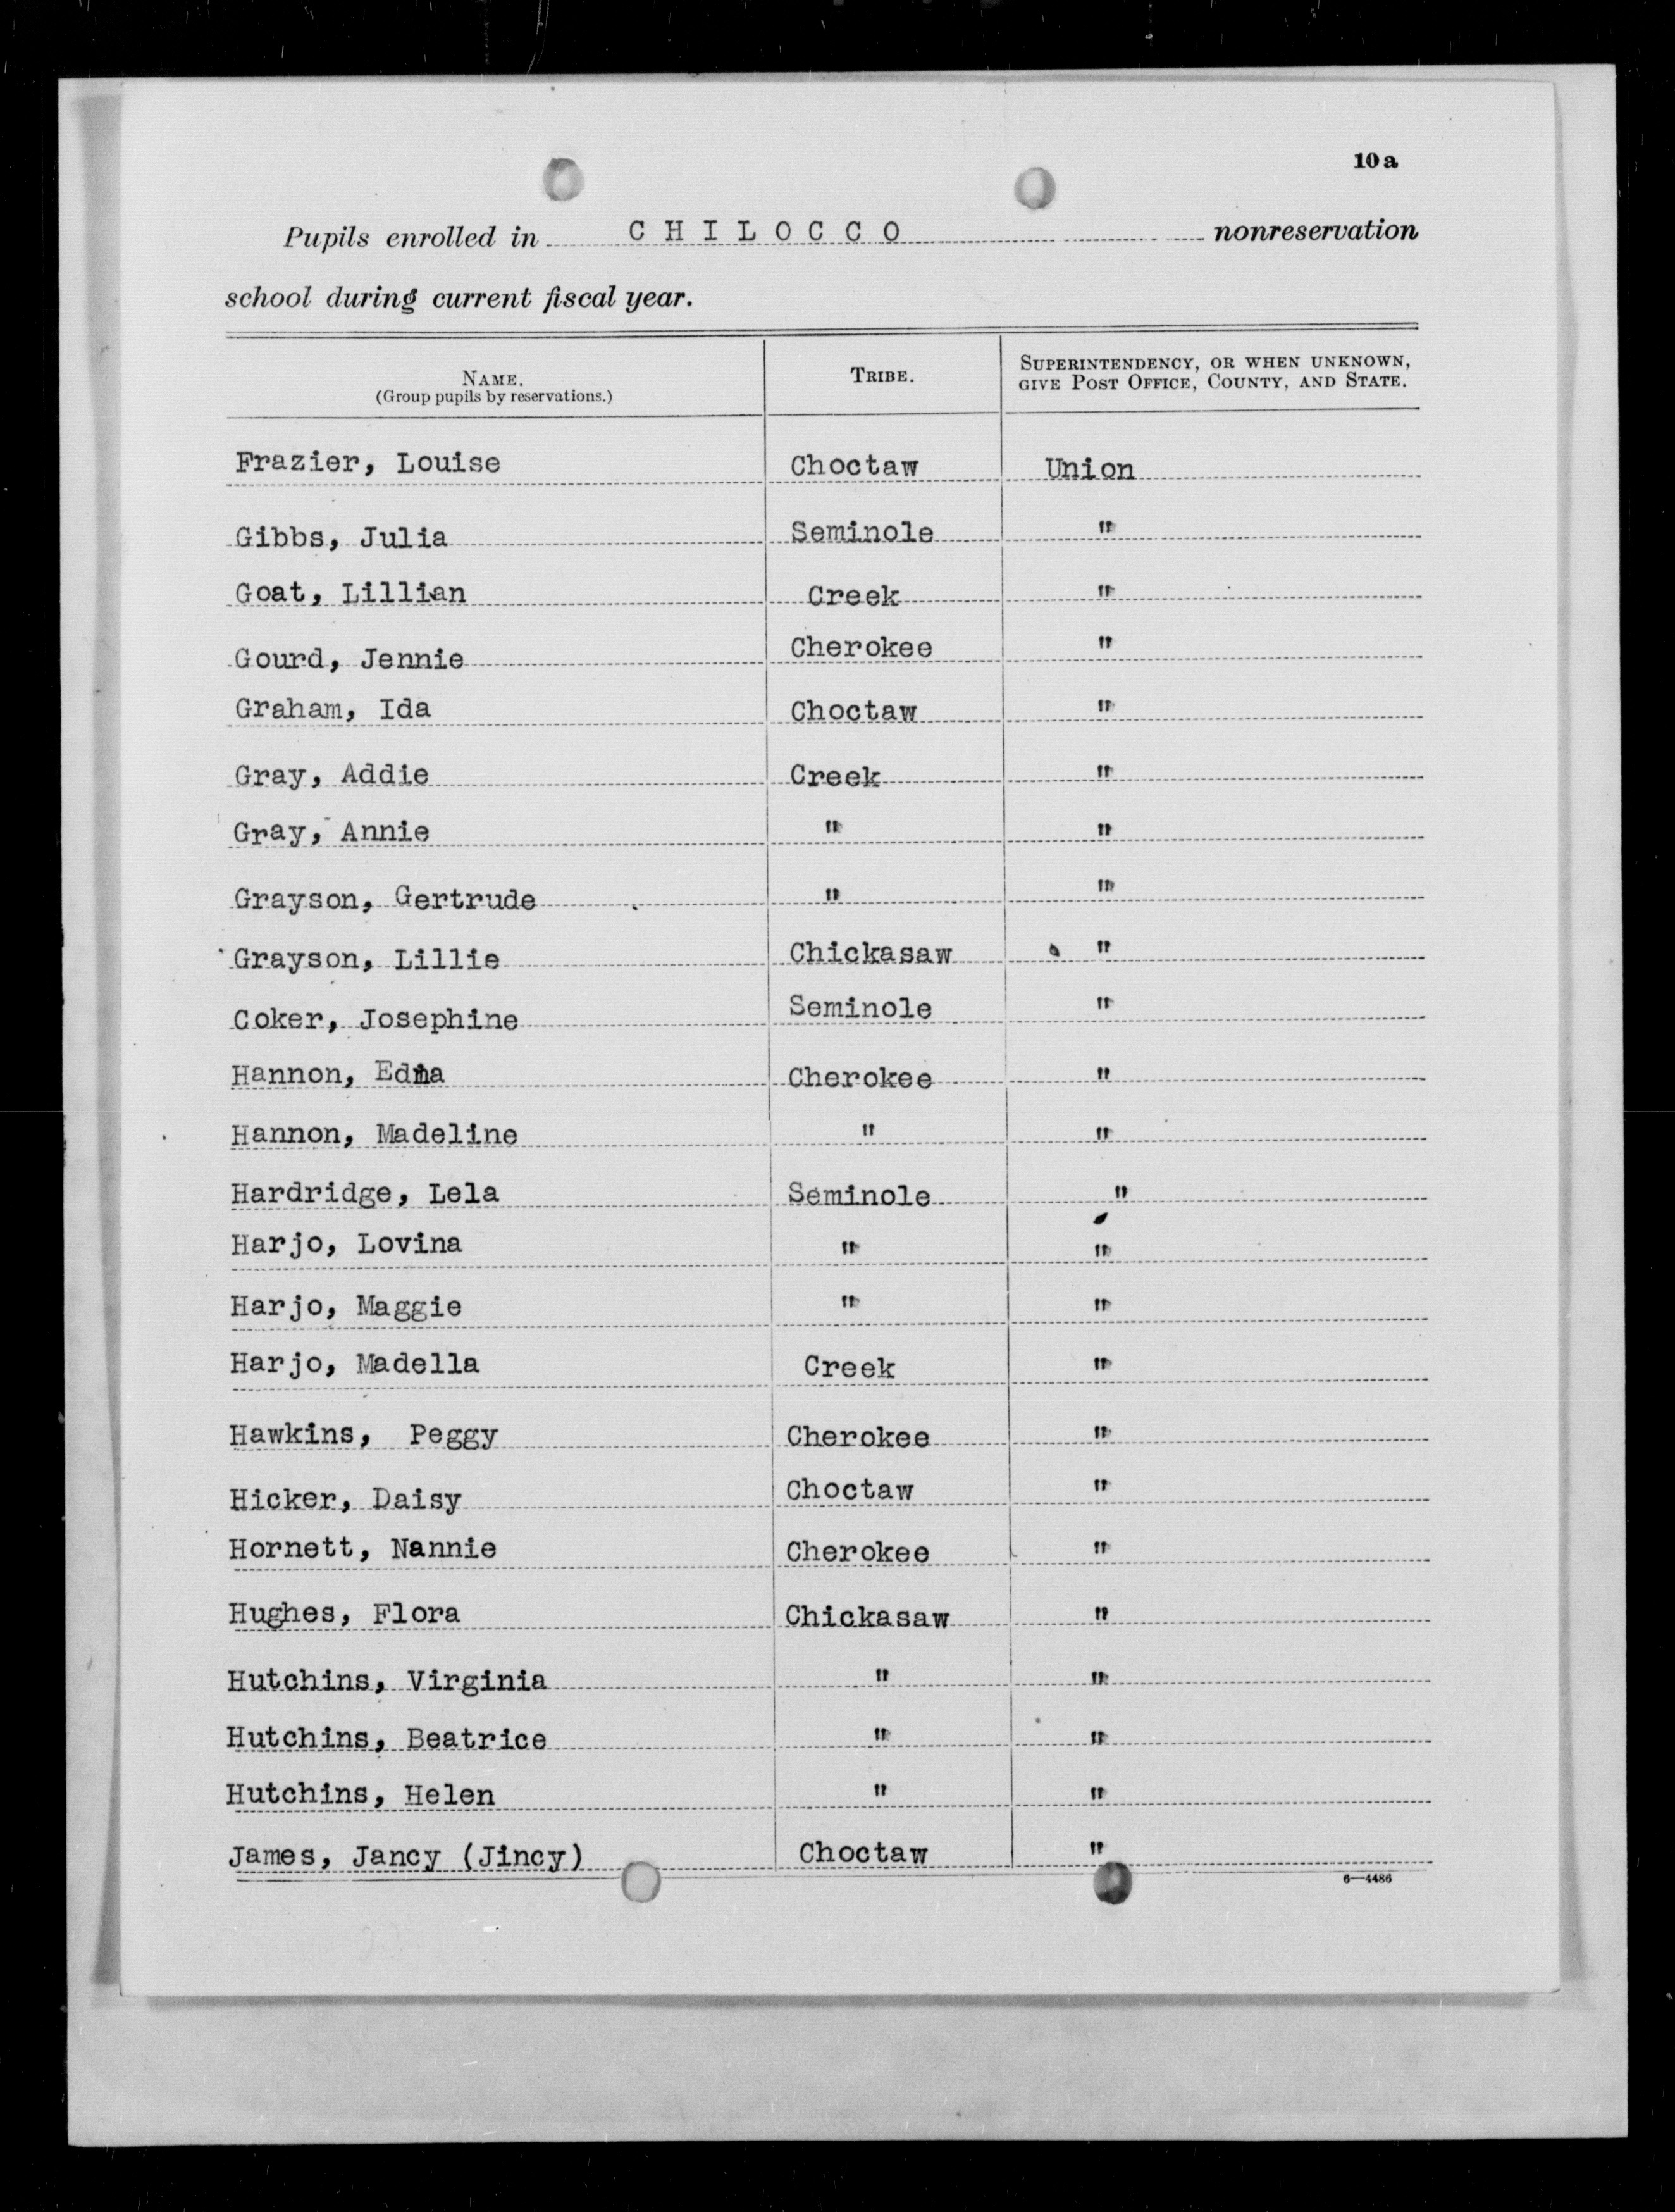 10a
Pupils enrolled in CHILOCCO nonreservation
school during current fiscal year.
NAME. TRIBE. SUPERINTENDENCY, OR WHEN UNKNOWN,
(Group pupils by reservations.) GIVE POST OFFICE, COUNTY, AND STATE.
Frazier, Louise Choctaw Union
Gibbs, Julia Seminole "
Goat, Lillian Creek "
Gourd, Jennie Cherokee "
Graham, Ida Choctaw "
Gray, Addie Creek "
Gray, Annie " "
Grayson, Gertrude " "
Grayson, Lillie Chickasaw "
Coker, Josephine Seminole "
Hannon, Edna Cherokee "
Hannon, Madeline " "
Hardridge, Lela Seminole "
Harjo, Lovina " "
Harjo, Maggie " "
Harjo, Madella Creek "
Hawkins, Peggy Cherokee "
Hicker, Daisy Choctaw "
Hornett, Nannie Cherokee "
Hughes, Flora Chickasaw "
Hutchins, Virginia " "
Hutchins, Beatrice " "
Hutchins, Helen " "
James, Jancy (Jincy) Choctaw "
6—4486